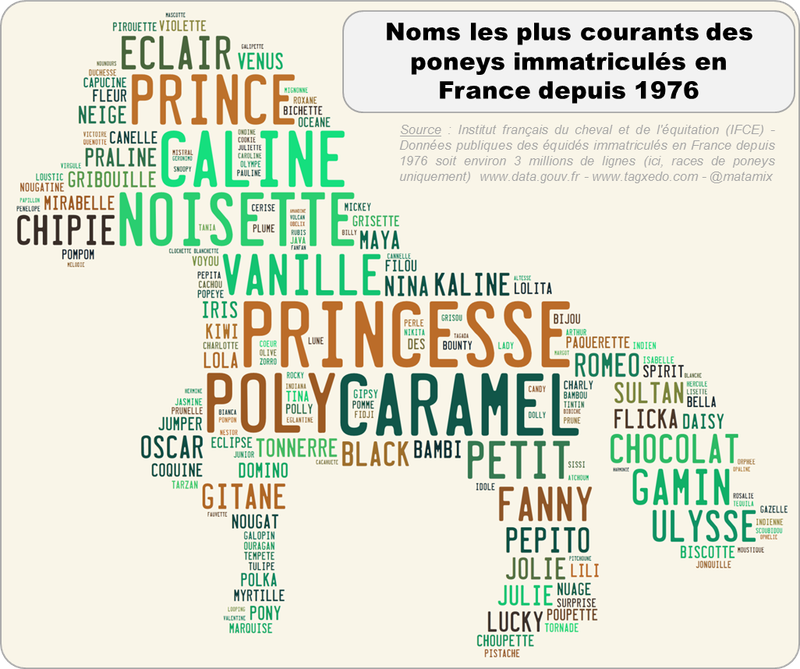 Noms les plus courants des
poneys immatriculés en
France depuis 1976
Source : Institut français du cheval et de l'équitation (IFCE) -
Données publiques des équidés immatriculés en France depuis
1976 soit environ 3 millions de lignes (ici, races de poneys
uniquement) www.data.gouv.fr - www.tagxedo.com - @matamix
MASCOTTE
PIROUETTE VIOLETTE
ECLAIR
GALIPETTE
VENUS
NOUNOURS
DUCHESSE
CAPUCINE
FLEUR
NEIGE
PRINCE
MIGNONNE
ROXANE
BICHETTE
OCEANE
VICTOIRE
QUENOTTE
CANELLE
PRALINE
MISTRAL
GERONIMO
SNOOPY
CALINE
ONDINE
COOKIE
JULIETTE
CAROLINE
OLYMPE
PAULINE
VIRGULE
LOUSTIC
NOUGATINE
GRIBOUILLE
PAPILLON
PENELOPE
MIRABELLE
CHIPIE
NOISETTE
TANIA
CERISE
PLUME
AMANDINE
VOLCAN
OBELIX
RUBIS
JAVA
FANFAN
MICKEY
GRISETTE
BILLY
MAYA
POMPOM
MELODIE
CLOCHETTE BLANCHETTE
VOYOU
PEPITA
CACHOU
POPEYE
VANILLE
CANNELLE
FILOU
NINA
KALINE
ALTESSE
LOLITA
IRIS
KIWI
CHARLOTTE
LOLA
PRINCESSE
COEUR
OLIVE
ZORRO
LUNE
PERLE
NIKITA
DES
GRISOU
TAGADA
BOUNTY
LADY
MARGOT
BIJOU
ARTHUR
PAQUERETTE
INDIEN
ROMEO
ISABELLE
SPIRIT
BLANCHE
HERMINE
JASMINE
PRUNELLE
JUMPER
POLY
BIANCA
PONPON
NESTOR
ROCKY
INDIANA
TINA
POLLY
EGLANTINE
CARAMEL
GIPSY
POMME
FIDJI
CANDY
DOLLY
CHARLY
BAMBOU
TINTIN
BIBICHE
PRUNE
SULTAN
HERCULE
LISETTE
BELLA
FLICKA
DAISY
OSCAR
ECLIPSE
JUNIOR
TONNERRE
CACAHUETE
BLACK
BAMBI
PETIT
SISSI
ATCHOUM
COQUINE
TARZAN
DOMINO
CHOCOLAT
HARMONIE
ORPHEE
OPALINE
GITANE
FAUVETTE
IDOLE
FANNY
GAMIN
ROSALIE
TEQUILA
GAZELLE
ULYSSE
INDIENNE
SCOUBIDOU
OPHELIE
NOUGAT
GALOPIN
OURAGAN
TEMPETE
TULIPE
POLKA
MYRTILLE
PEPITO
PITCHOUNE
BISCOTTE
MOUSTIQUE
JONQUILLE
JOLIE
LILI
JULIE
NUAGE
SURPRISE
LOOPING
VALENTINE
PONY
MARQUISE
LUCKY
POUPETTE
TORNADE
CHOUPETTE
PISTACHE